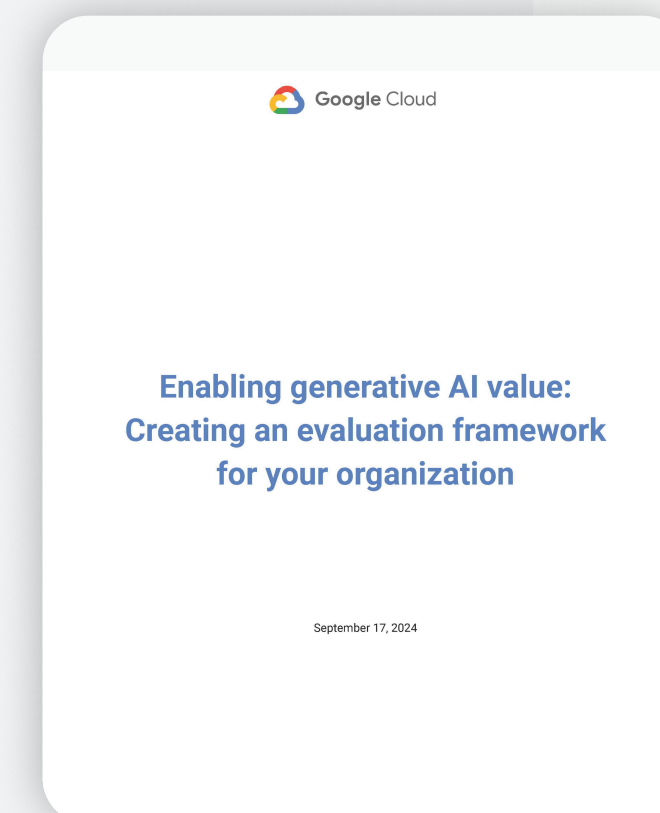 Google Cloud
Enabling generative AI value:
Creating an evaluation framework
for your organization
September 17, 2024